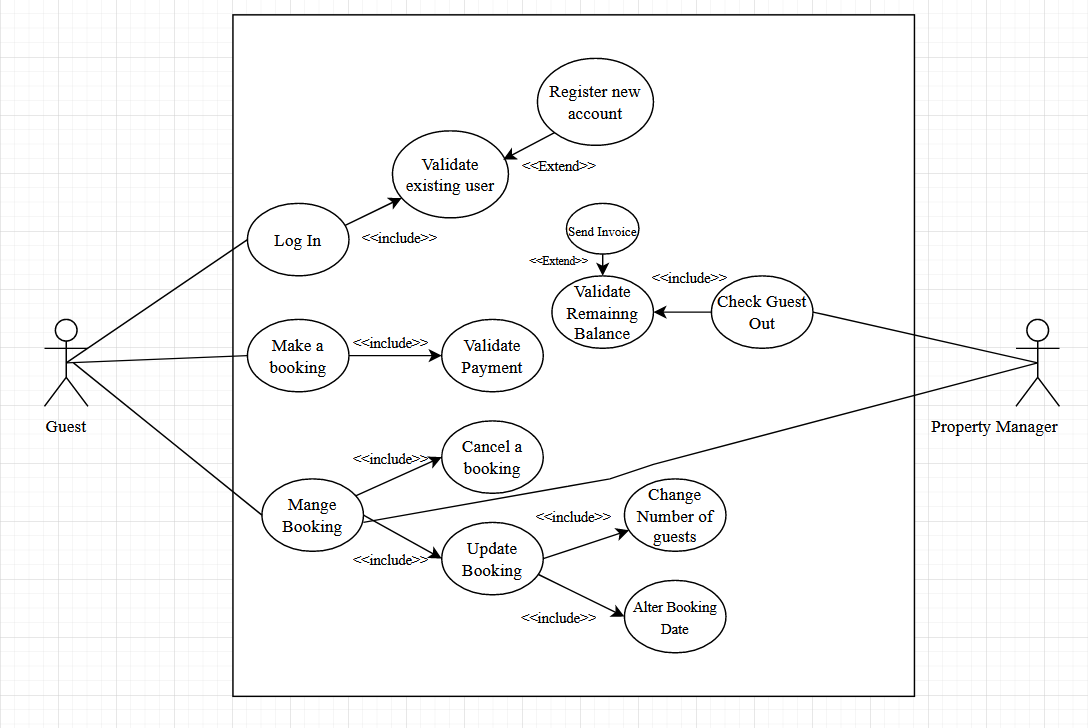 Register new
account
<<Extend>>
Validate
existing user
<<include>>
Log In
Send Invoice
<<Extend>>
Validate
Remainng
Balance
<<include>>
Check Guest
Out
Make a
booking
<<include>>
Validate
Payment
Guest
Property Manager
Cancel a
booking
<<include>>
Mange
Booking
<<include>>
Update
Booking
<<include>>
Change
Number of
guests
<<include>>
Alter Booking
Date